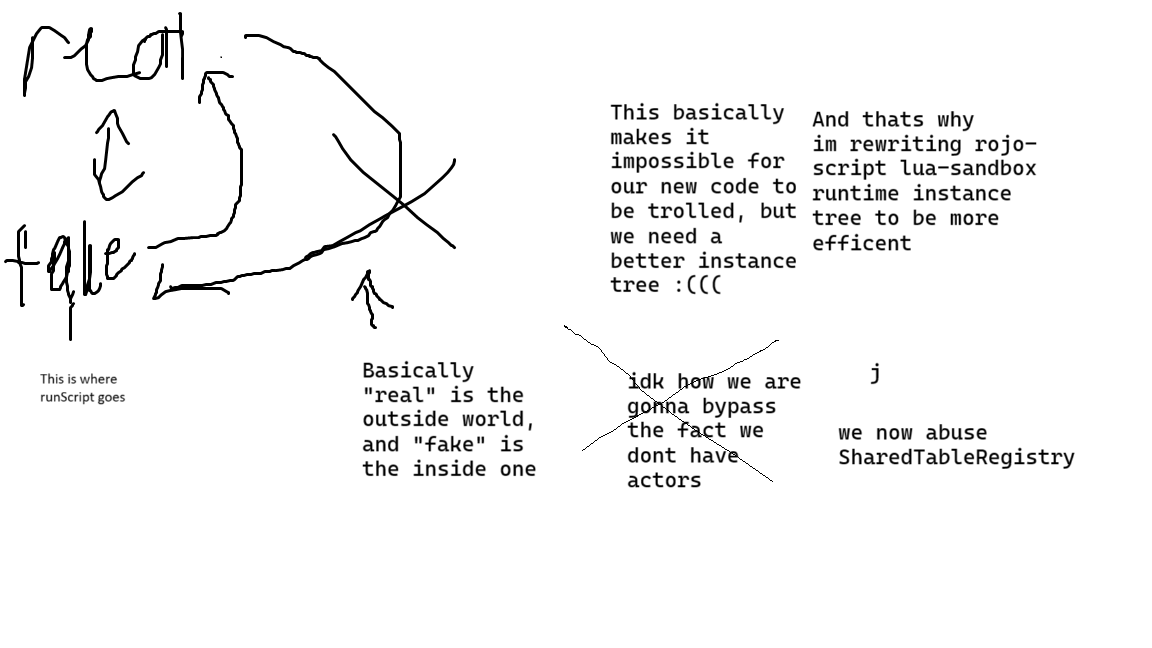 real
fake
This is where
runScript goes
Basically
"real" is the
outside world,
and "fake" is
the inside one
This basically
makes it
impossible for
our new code to
be trolled, but
we need a
better instance
tree :(((
And thats why
im rewriting rojo-
script lua-sandbox
runtime instance
tree to be more
efficent
idk how we are
gonna bypass
the fact we
dont have
actors
j
we now abuse
SharedTableRegistry